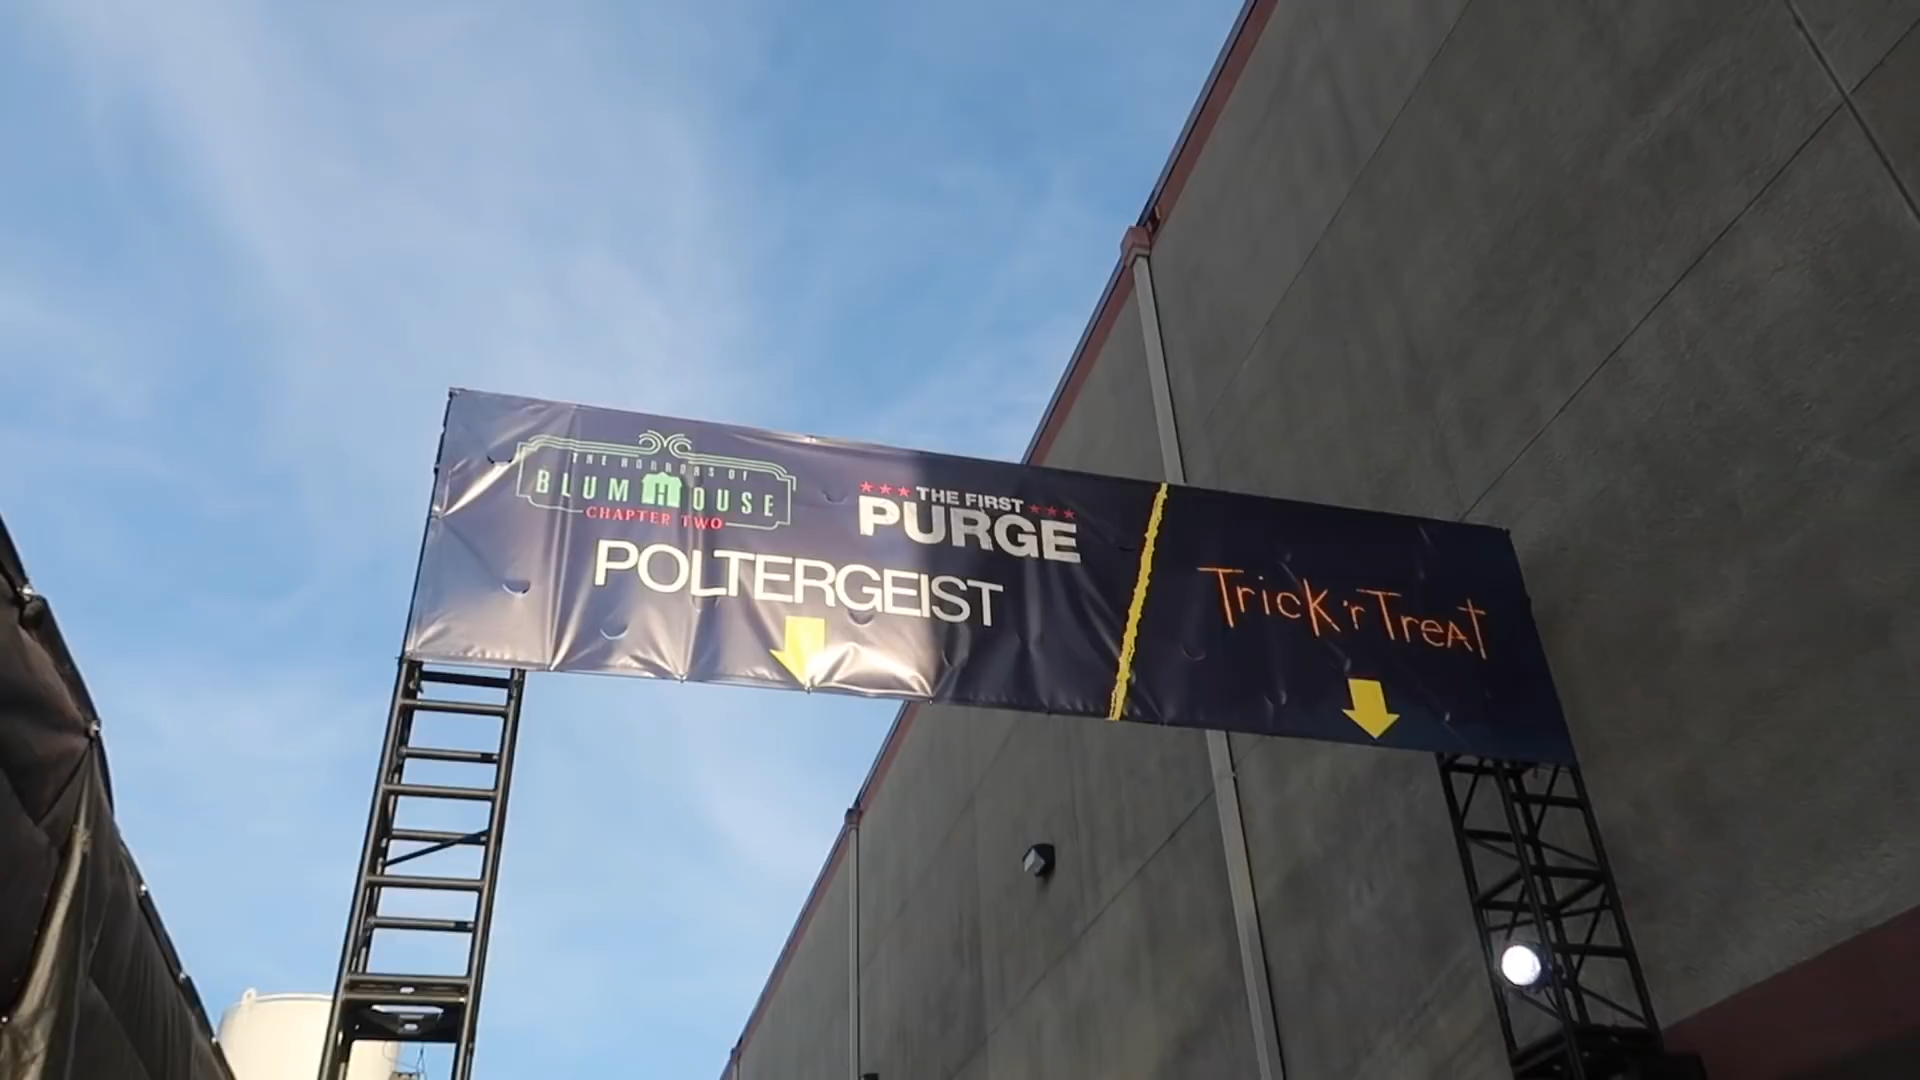 THE HORRORS OF
BLUMHOUSE
CHAPTER TWO
THE FIRST
PURGE
POLTERGEIST
Trick 'r Treat